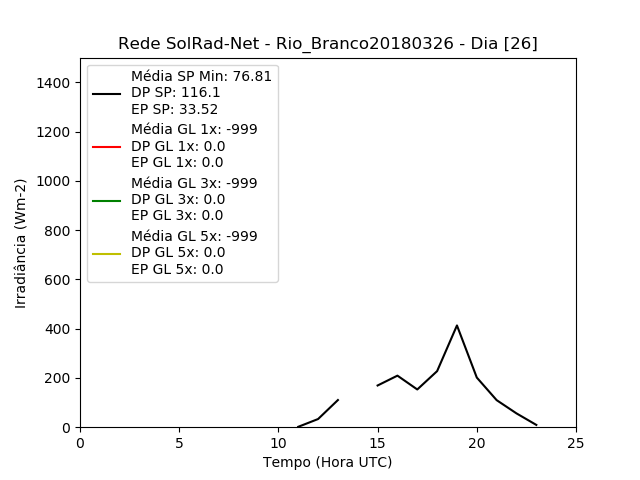 Rede SolRad-Net - Rio_Branco20180326 - Dia [26]
Média SP Min: 76.81
DP SP: 116.1
EP SP: 33.52
Média GL 1x: -999
DP GL 1x: 0.0
EP GL 1x: 0.0
Média GL 3x: -999
DP GL 3x: 0.0
EP GL 3x: 0.0
Média GL 5x: -999
DP GL 5x: 0.0
EP GL 5x: 0.0
Irradiância (Wm-2)
1400
1200
1000
800
600
400
200
0
0 5 10 15 20 25
Tempo (Hora UTC)